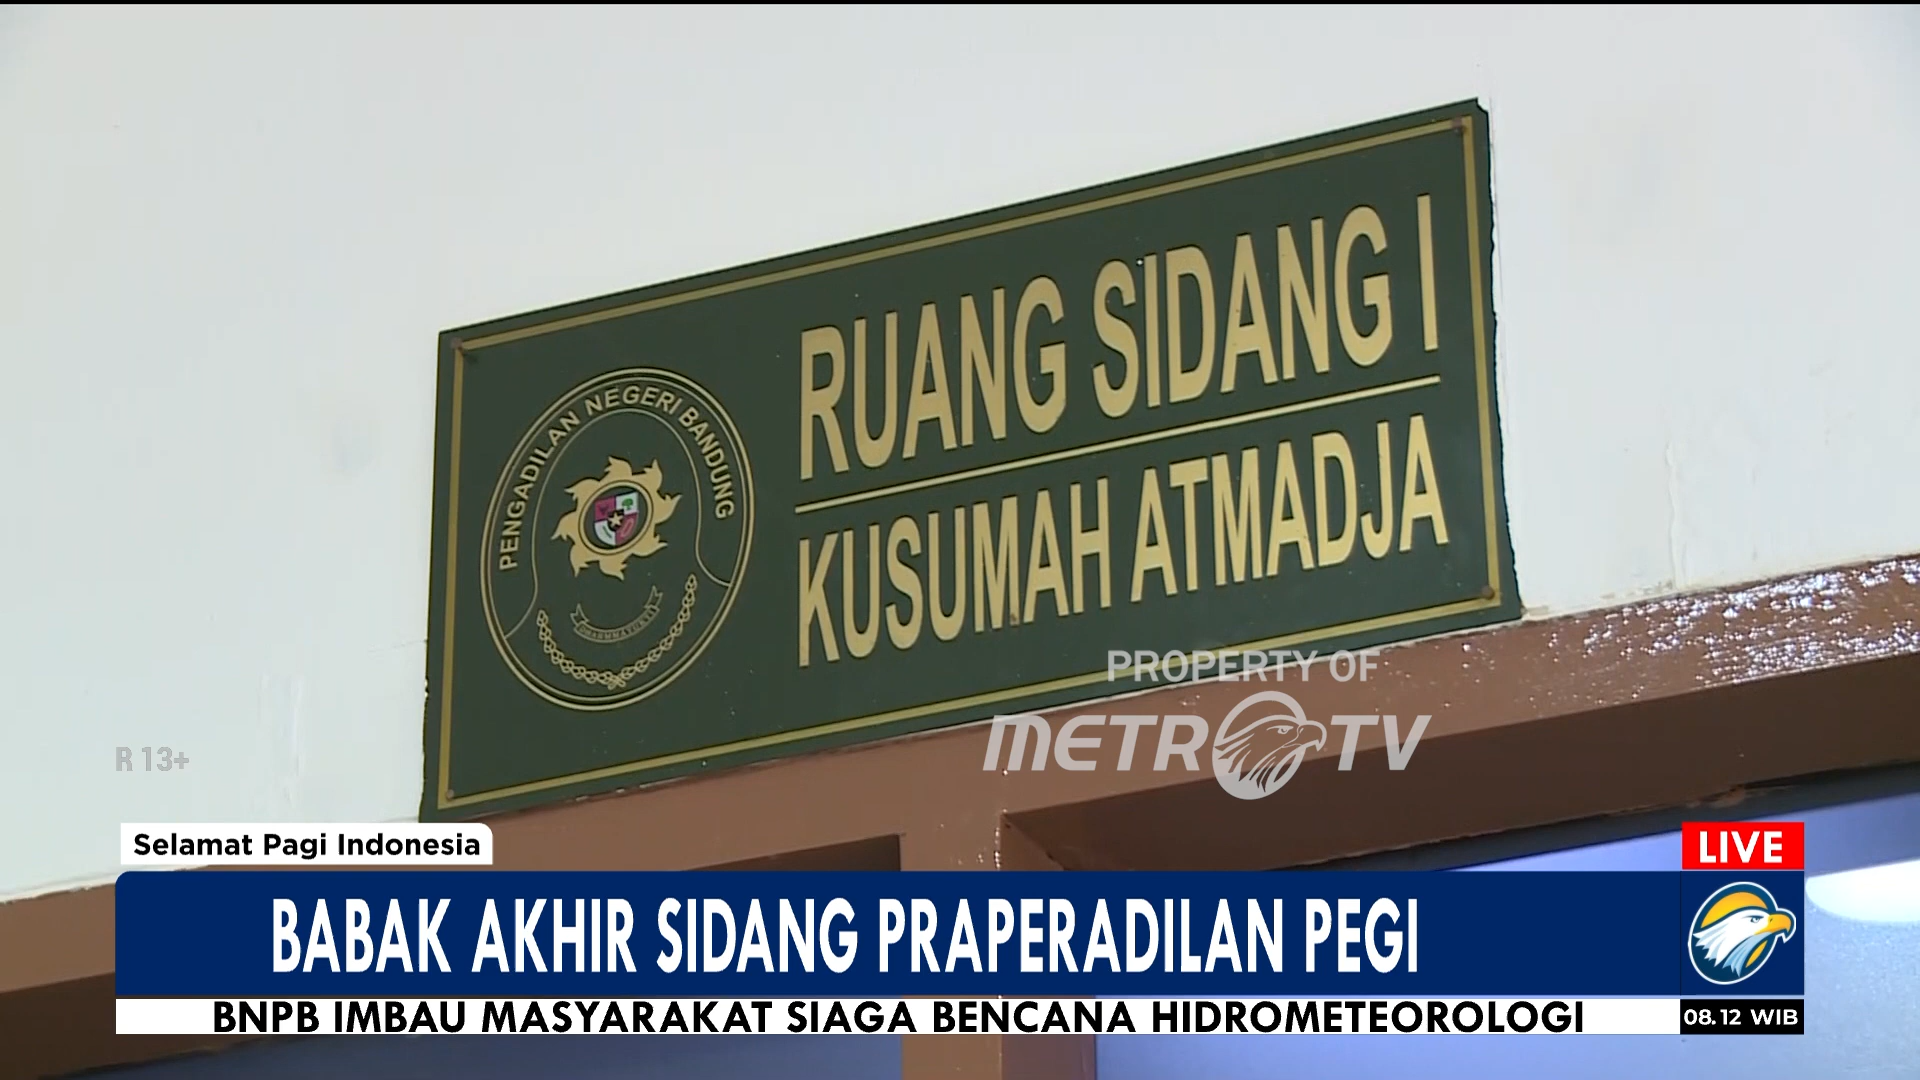 RUANG SIDANG I
KUSUMAH ATMADJA
PENGADILAN NEGERI BANDUNG
DHARMMAYUKTI
PROPERTY OF
METRO TV
R 13+
Selamat Pagi Indonesia
LIVE
BABAK AKHIR SIDANG PRAPERADILAN PEGI
BNPB IMBAU MASYARAKAT SIAGA BENCANA HIDROMETEOROLOGI
08.12 WIB